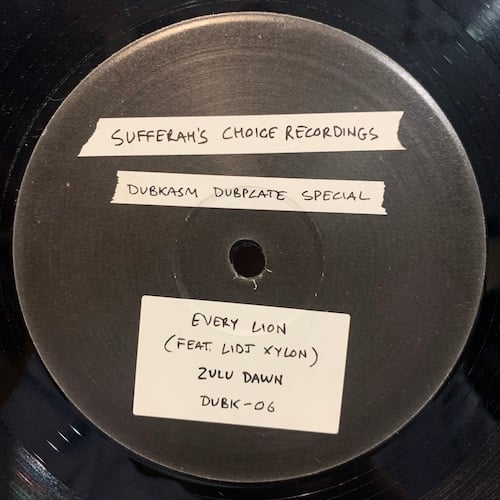 SUFFERAH'S CHOICE RECORDINGS
DUBKASM DUBPLATE SPECIAL
EVERY LION
(FEAT. LIDJ XYLON)
ZULU DAWN
DUBK-06